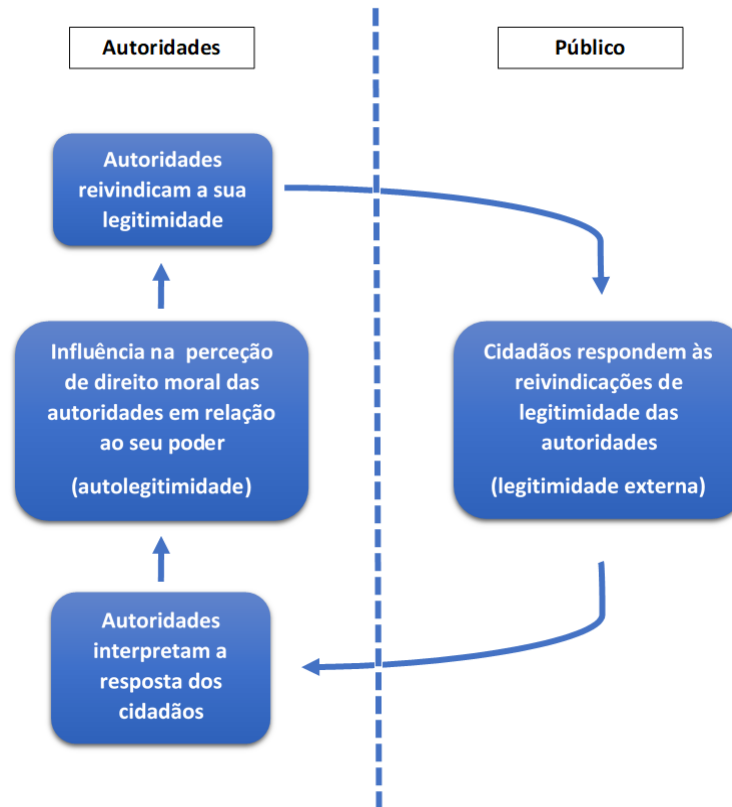 Autoridades
Público
Autoridades
reivindicam a sua
legitimidade
Influência na perceção
de direito moral das
autoridades em relação
ao seu poder
(autolegitimidade)
Cidadãos respondem às
reivindicações de
legitimidade das
autoridades
(legitimidade externa)
Autoridades
interpretam a
resposta dos
cidadãos